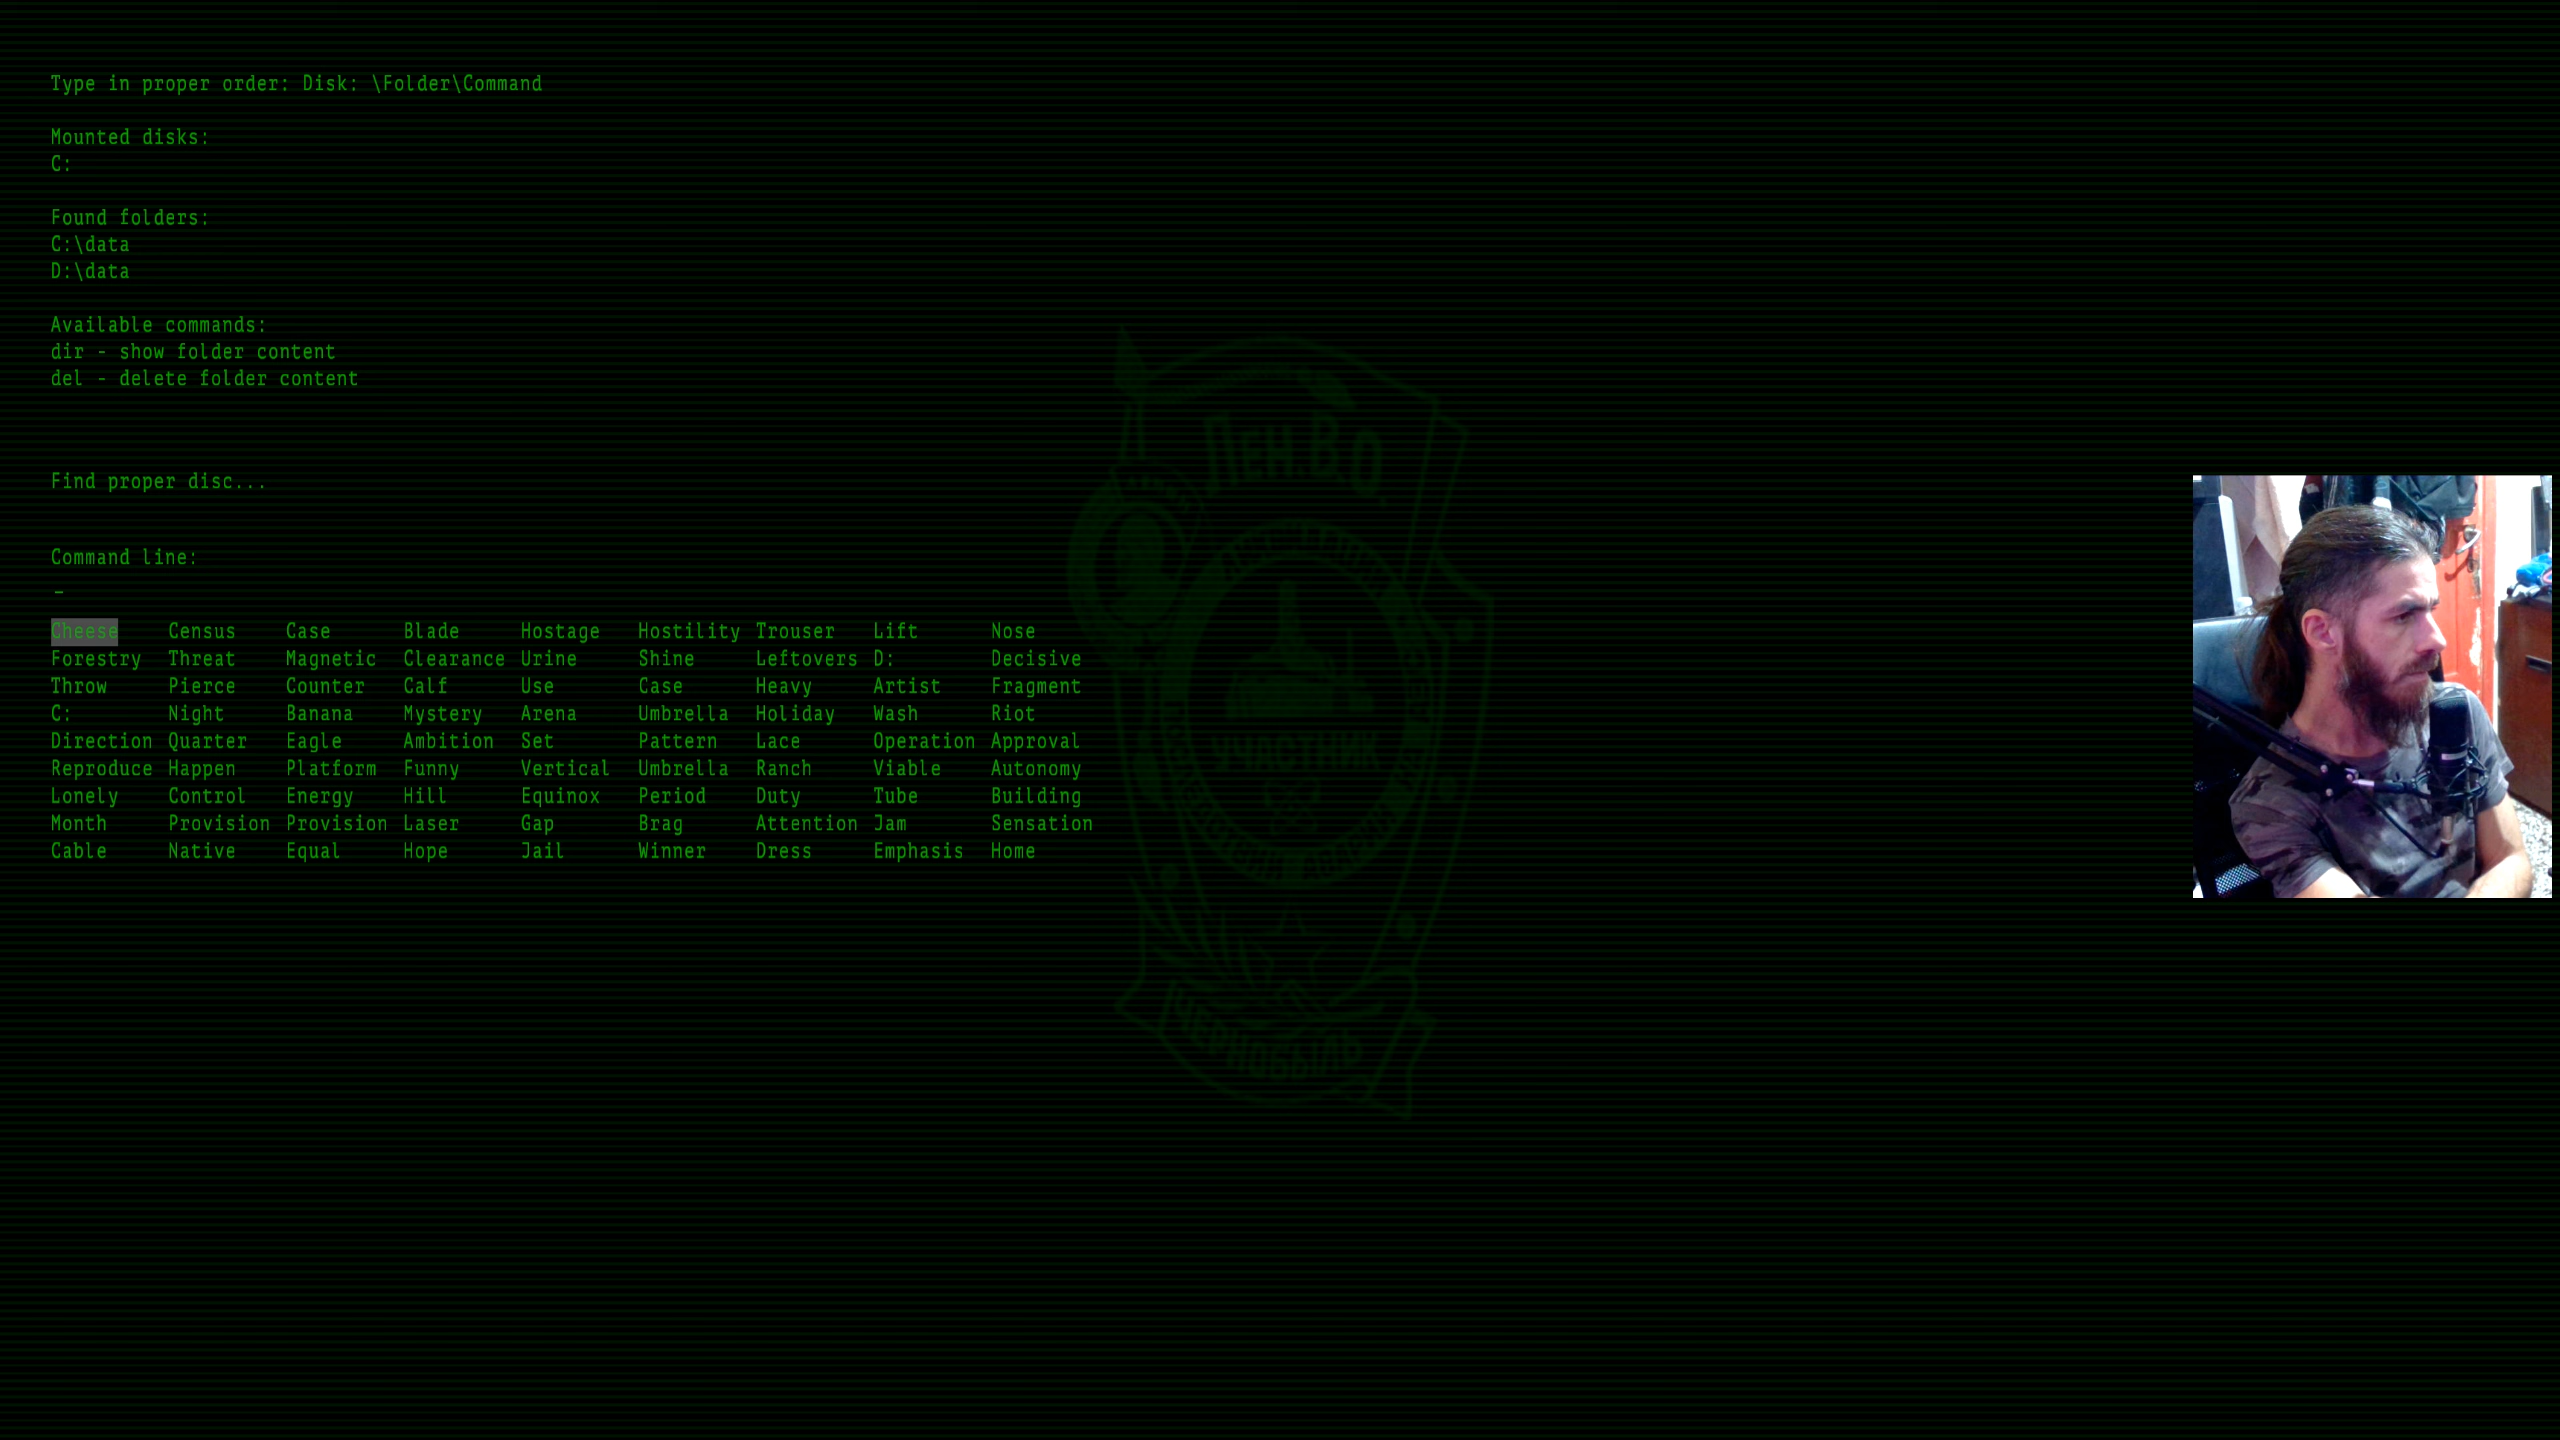 Type in proper order: Disk: \Folder\Command
Mounted disks:
C:
Found folders:
C:\data
D:\data
Available commands:
dir - show folder content
del - delete folder content
Find proper disc...
Command line:
_
Cheese Census Case Blade Hostage Hostility Trouser Lift Nose
Forestry Threat Magnetic Clearance Urine Shine Leftovers D: Decisive
Throw Pierce Counter Calf Use Case Heavy Artist Fragment
C: Night Banana Mystery Arena Umbrella Holiday Wash Riot
Direction Quarter Eagle Ambition Set Pattern Lace Operation Approval
Reproduce Happen Platform Funny Vertical Umbrella Ranch Viable Autonomy
Lonely Control Energy Hill Equinox Period Duty Tube Building
Month Provision Provision Laser Gap Brag Attention Jam Sensation
Cable Native Equal Hope Jail Winner Dress Emphasis Home
ЛЕН.В.О.
УЧАСТНИК
ЧЕРНОБЫЛЬ